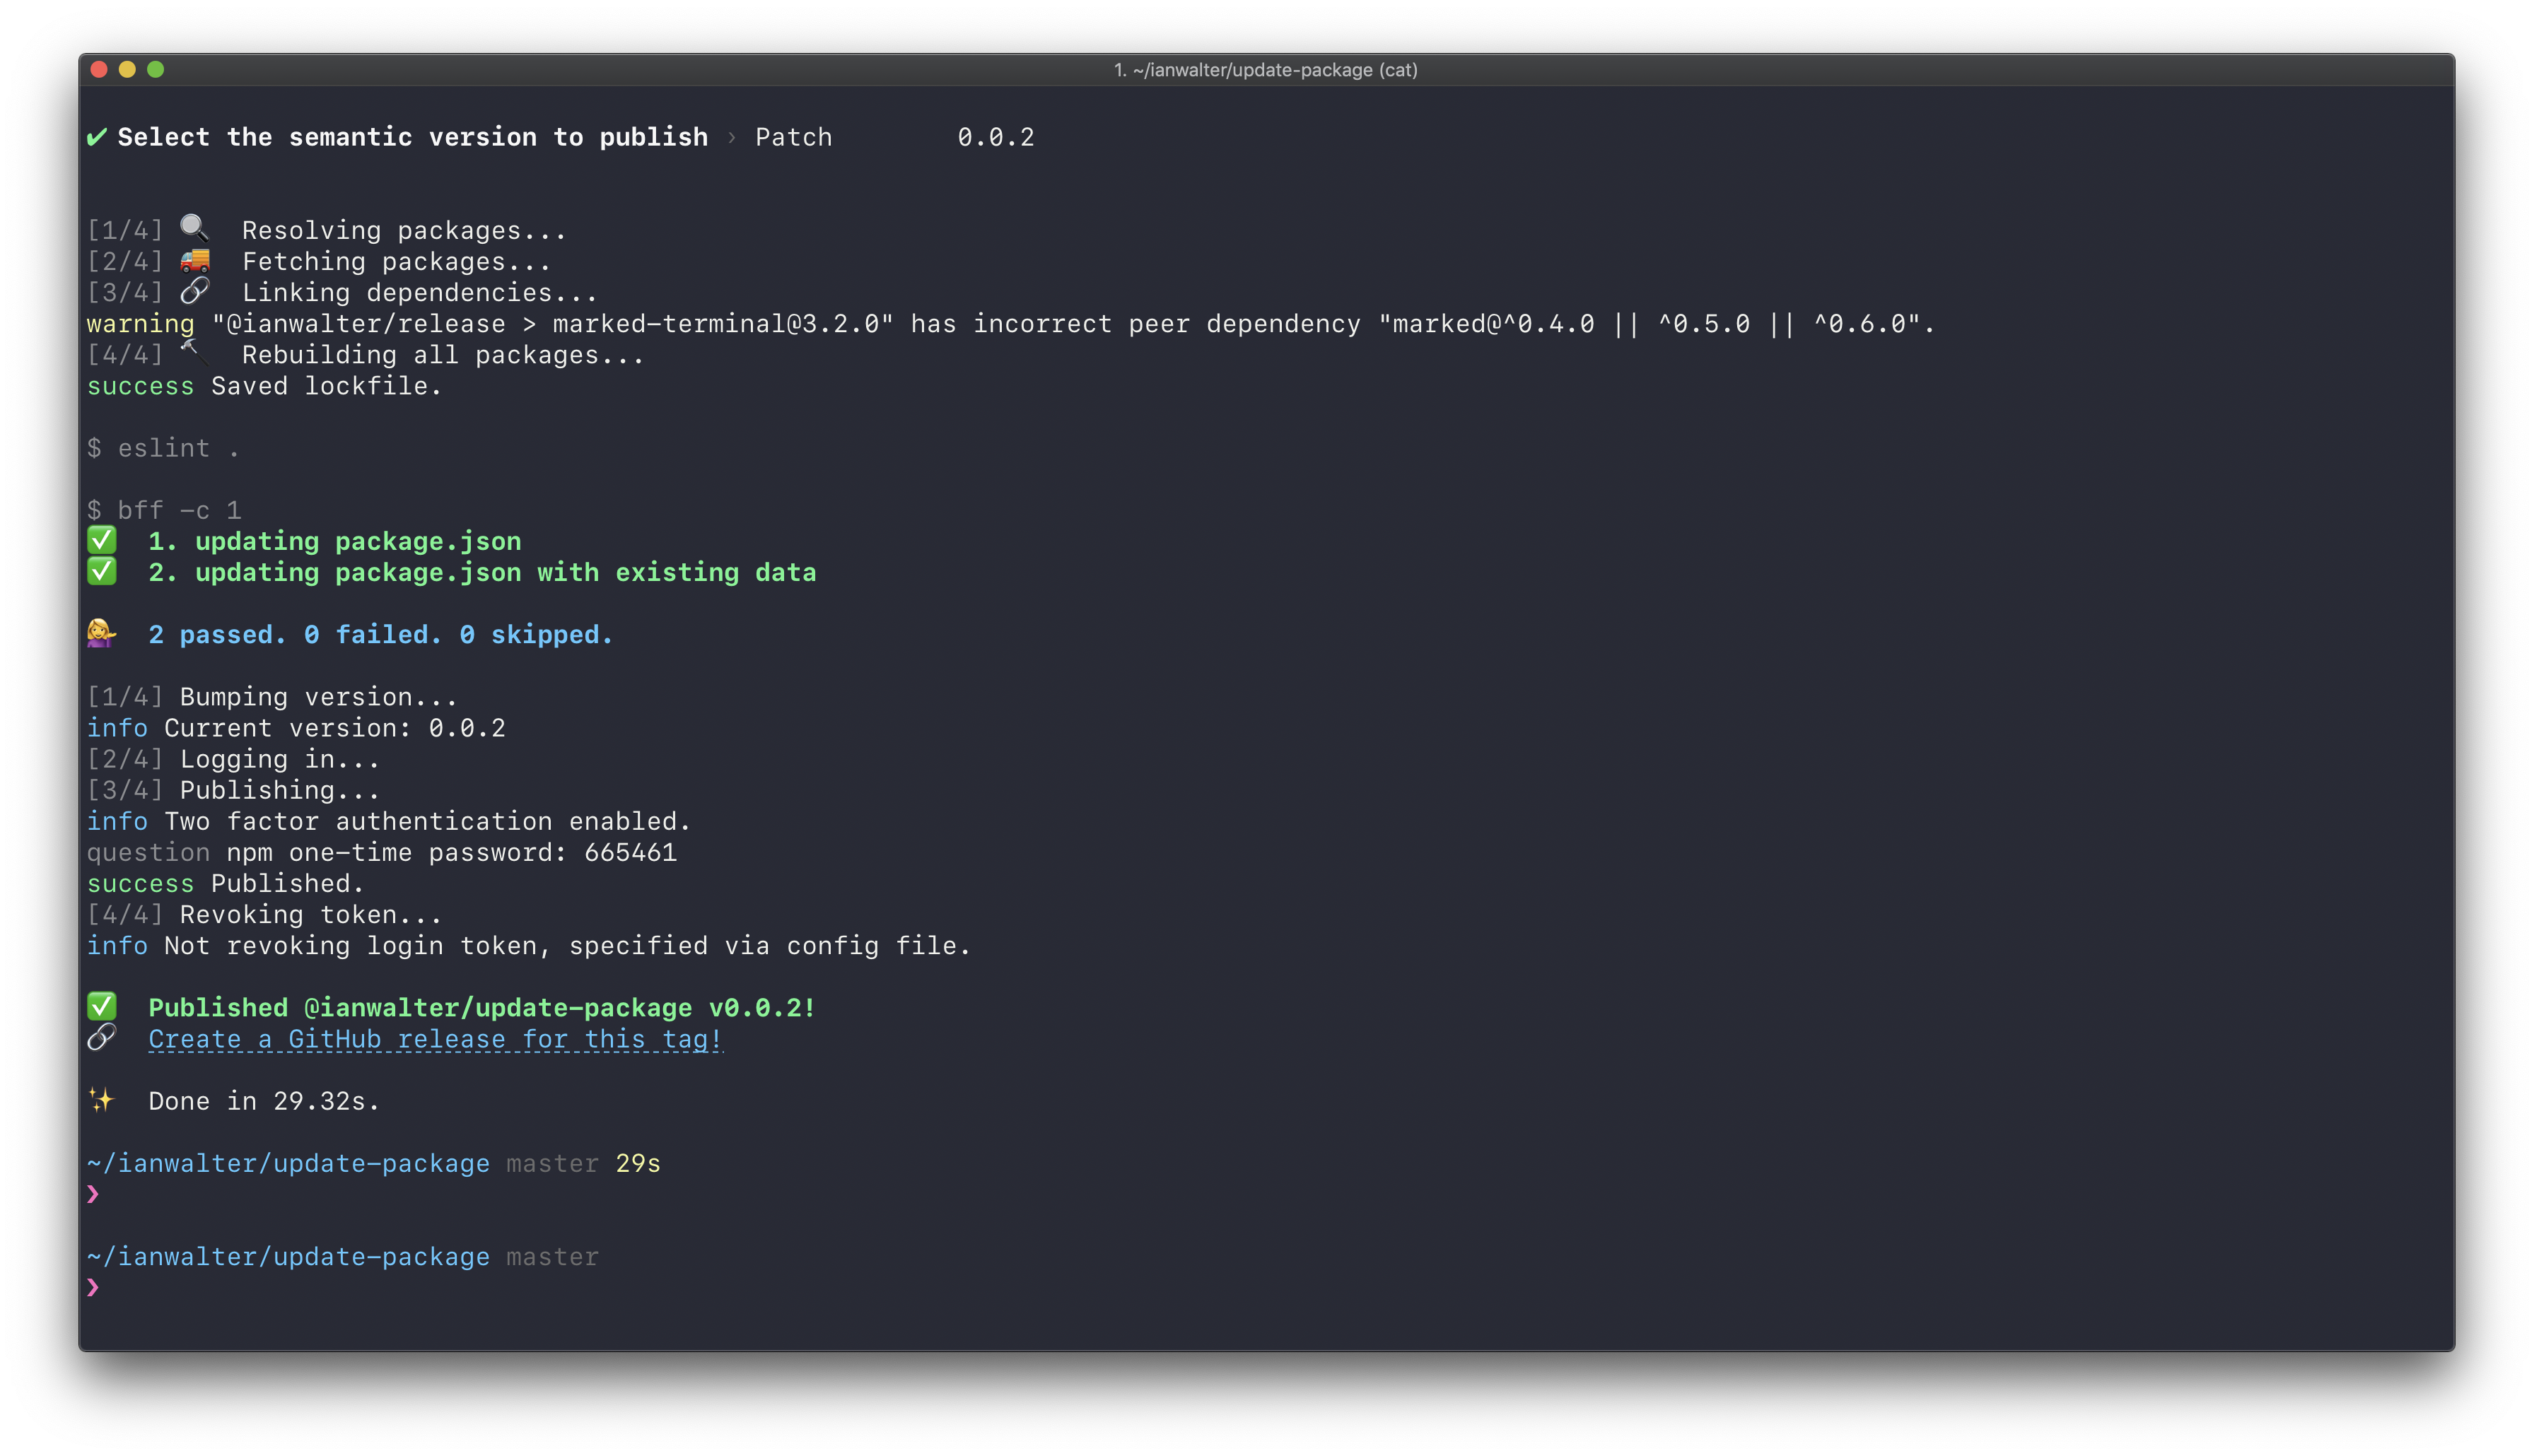 1. ~/ianwalter/update-package (cat)
✔ Select the semantic version to publish › Patch 0.0.2
[1/4] 🔍 Resolving packages...
[2/4] 🚚 Fetching packages...
[3/4] 🔗 Linking dependencies...
warning "@ianwalter/release > marked-terminal@3.2.0" has incorrect peer dependency "marked@^0.4.0 || ^0.5.0 || ^0.6.0".
[4/4] 🔨 Rebuilding all packages...
success Saved lockfile.
$ eslint .
$ bff -c 1
✅ 1. updating package.json
✅ 2. updating package.json with existing data
💁 2 passed. 0 failed. 0 skipped.
[1/4] Bumping version...
info Current version: 0.0.2
[2/4] Logging in...
[3/4] Publishing...
info Two factor authentication enabled.
question npm one-time password: 665461
success Published.
[4/4] Revoking token...
info Not revoking login token, specified via config file.
✅ Published @ianwalter/update-package v0.0.2!
🔗 Create a GitHub release for this tag!
✨ Done in 29.32s.
~/ianwalter/update-package master 29s
❯
~/ianwalter/update-package master
❯